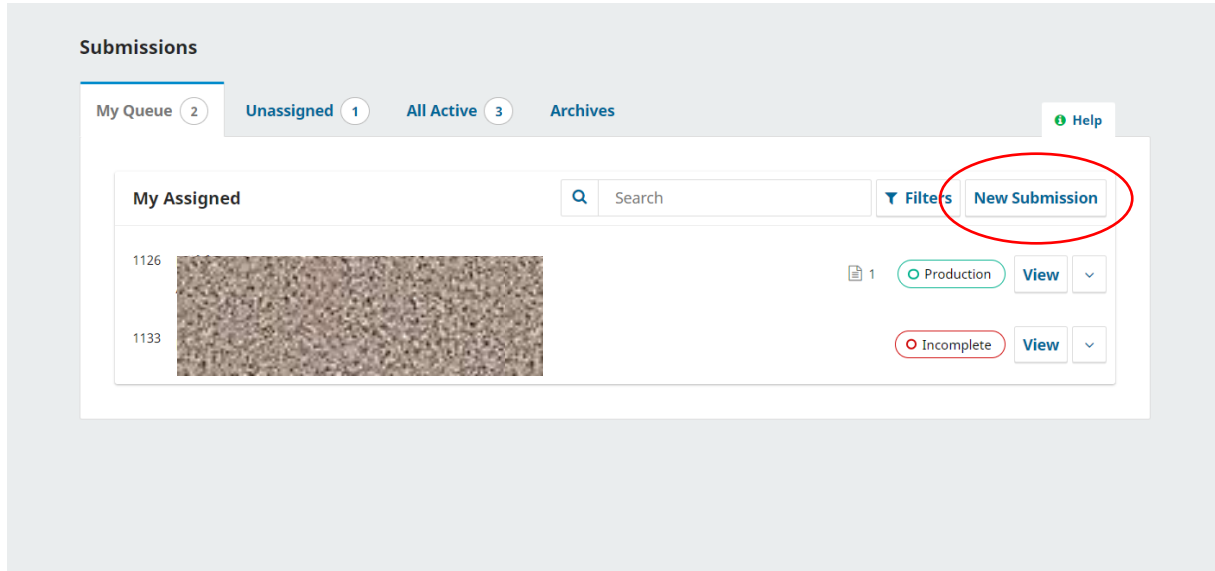 Submissions
My Queue 2 Unassigned 1 All Active 3 Archives
Help
My Assigned Search Filters New Submission
1126 1 Production View
1133 Incomplete View